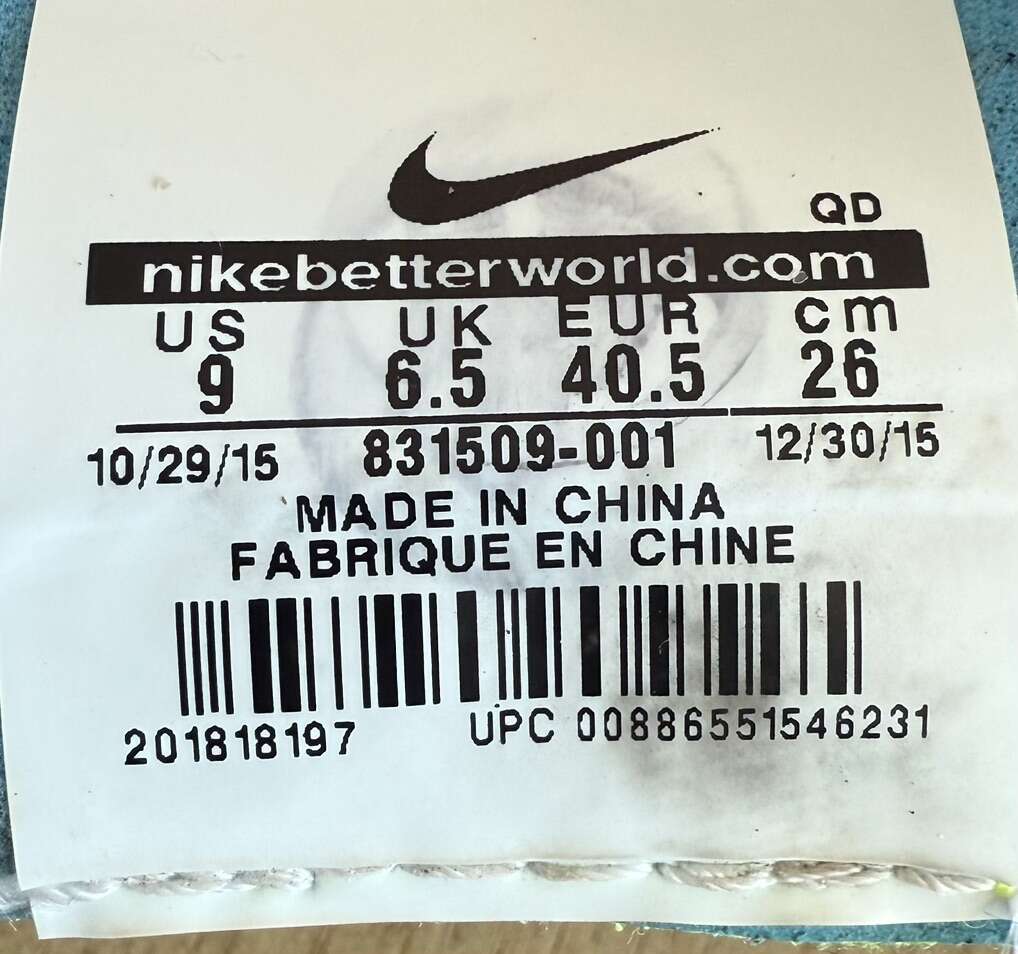 QD
nikebetterworld.com
US UK EUR cm
9 6.5 40.5 26
10/29/15 831509-001 12/30/15
MADE IN CHINA
FABRIQUE EN CHINE
201818197 UPC 00886551546231